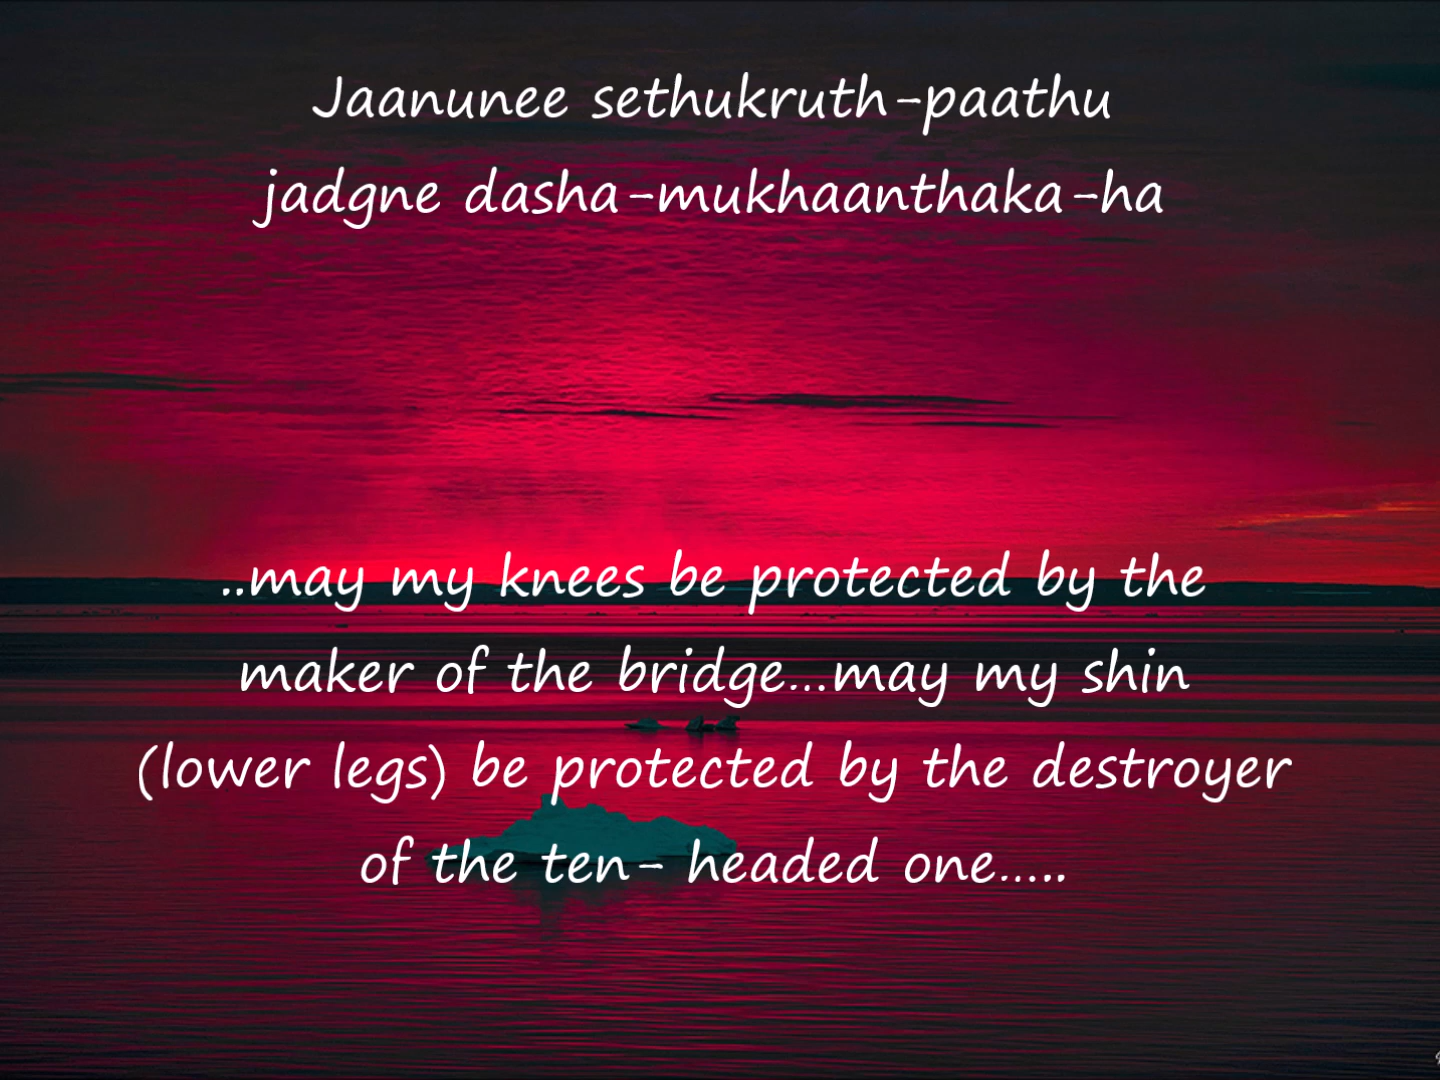 Jaanunee sethukruth-paathu
jadgne dasha-mukhaanthaka-ha
..may my knees be protected by the
maker of the bridge...may my shin
(lower legs) be protected by the destroyer
of the ten- headed one.....